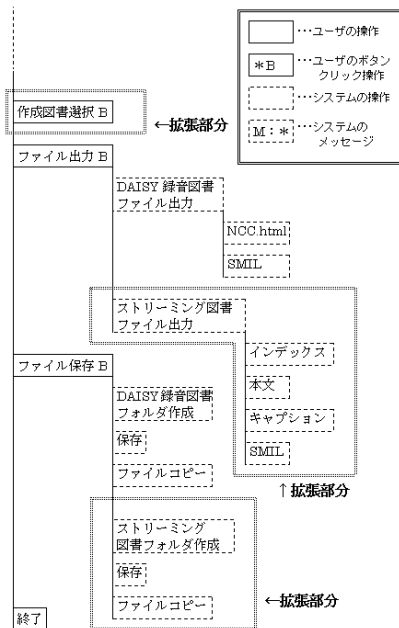 …ユーザの操作
*B
…ユーザのボタン
クリック操作
…システムの操作
M:*
…システムの
メッセージ
作成図書選択 B
←拡張部分
ファイル出力 B
DAISY 録音図書
ファイル出力
NCC.html
SMIL
ストリーミング図書
ファイル出力
インデックス
本文
キャプション
SMIL
↑拡張部分
ファイル保存 B
DAISY 録音図書
フォルダ作成
保存
ファイルコピー
ストリーミング
図書フォルダ作成
保存
ファイルコピー
←拡張部分
終了